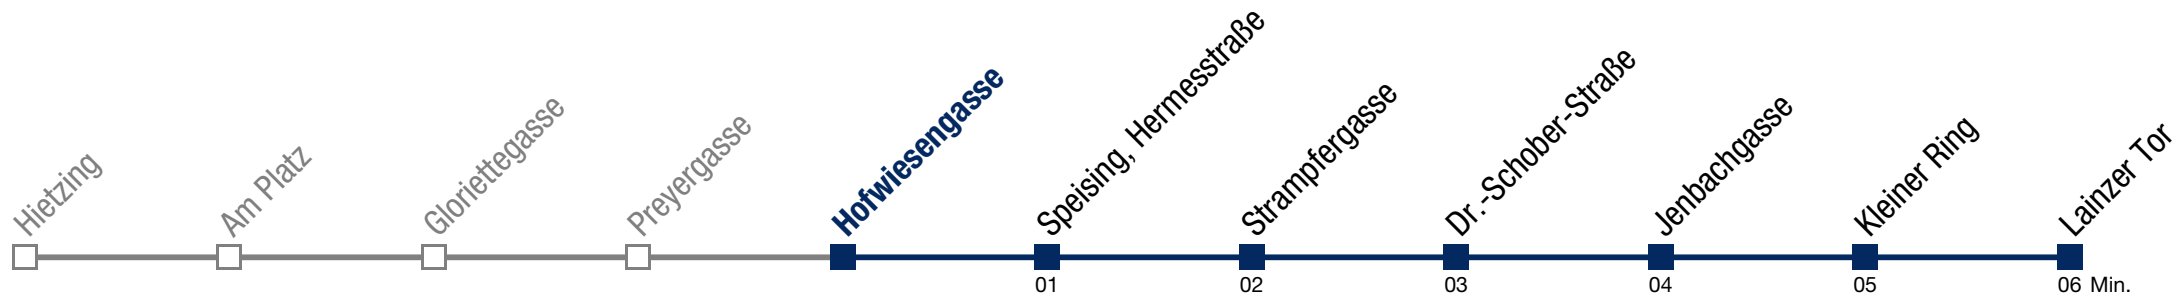 Hietzing
Am Platz
Gloriettegasse
Preyergasse
Hofwiesengasse
Speising, Hermesstraße
Strampfergasse
Dr.-Schober-Straße
Jenbachgasse
Kleiner Ring
Lainzer Tor
01 02 03 04 05 06 Min.